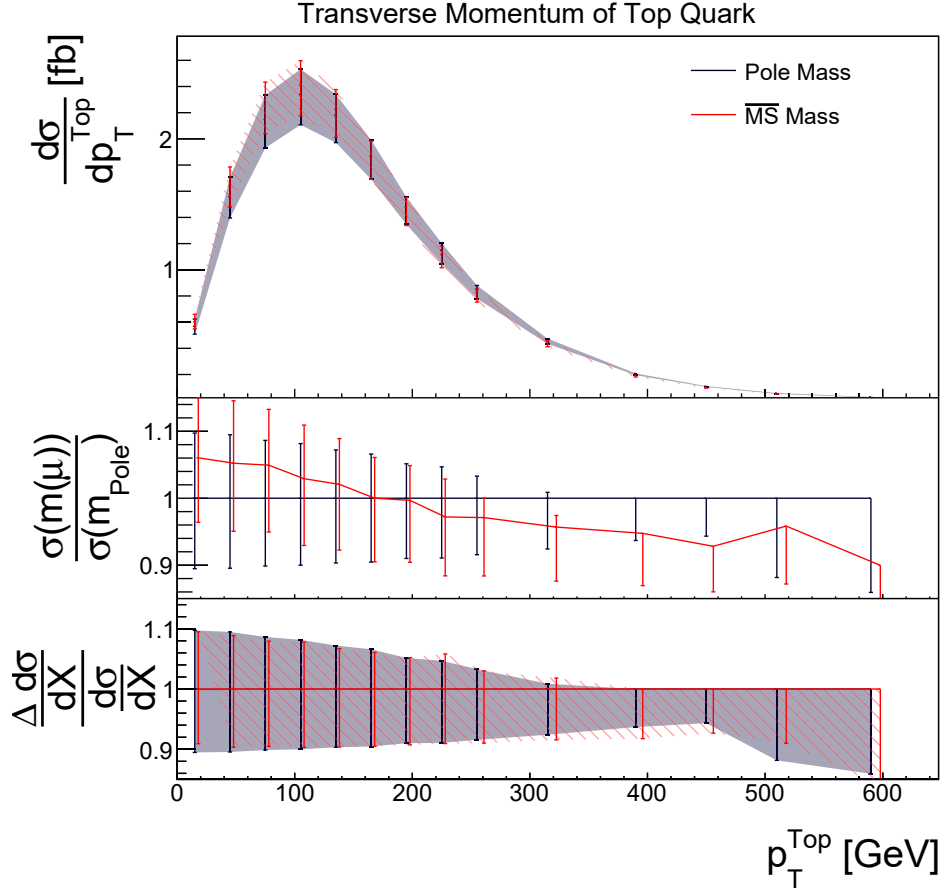 Transverse Momentum of Top Quark
dσ
dp_T^Top [fb]
2
1
Pole Mass
M̅S̅ Mass
σ(m(μ))
σ(m_Pole)
1.1
1
0.9
Δ dσ
dX
dσ
dX
1.1
1
0.9
0 100 200 300 400 500 600
p_T^Top [GeV]